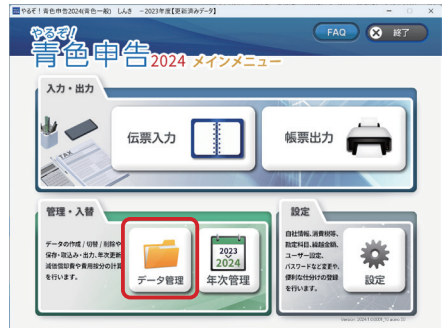 やるぞ！青色申告2024(青色一般) しんき －2023年度【更新済みデータ】
やるぞ!
青色申告2024 メインメニュー
FAQ
終了
入力・出力
TAX
伝票入力
帳票出力
管理・入替
データの作成/切替/削除や
保存・取込み・出力、年次更新
減価償却費や費用按分の計算
を行います。
データ管理
2023
2024
年次管理
設定
自社情報、消費税等、
勘定科目、繰越金額、
ユーザー設定、
パスワードなど変更や、
便利な仕分けの登録
を行います。
設定